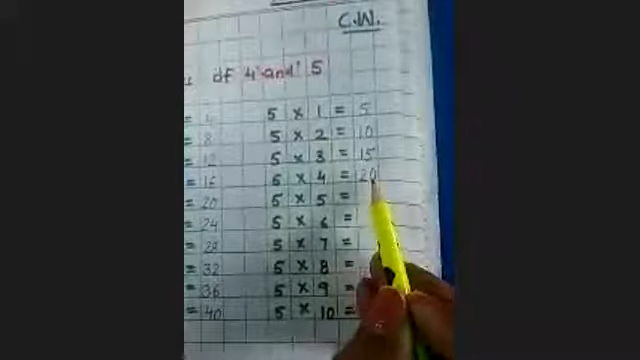 C.W.
of 4 and 5
= 4 5 × 1 = 5
= 8 5 × 2 = 10
= 12 5 × 3 = 15
= 16 5 × 4 = 20
= 20 5 × 5 =
= 24 5 × 6 =
= 28 5 × 7 =
= 32 5 × 8 =
= 36 5 × 9 =
= 40 5 × 10 =